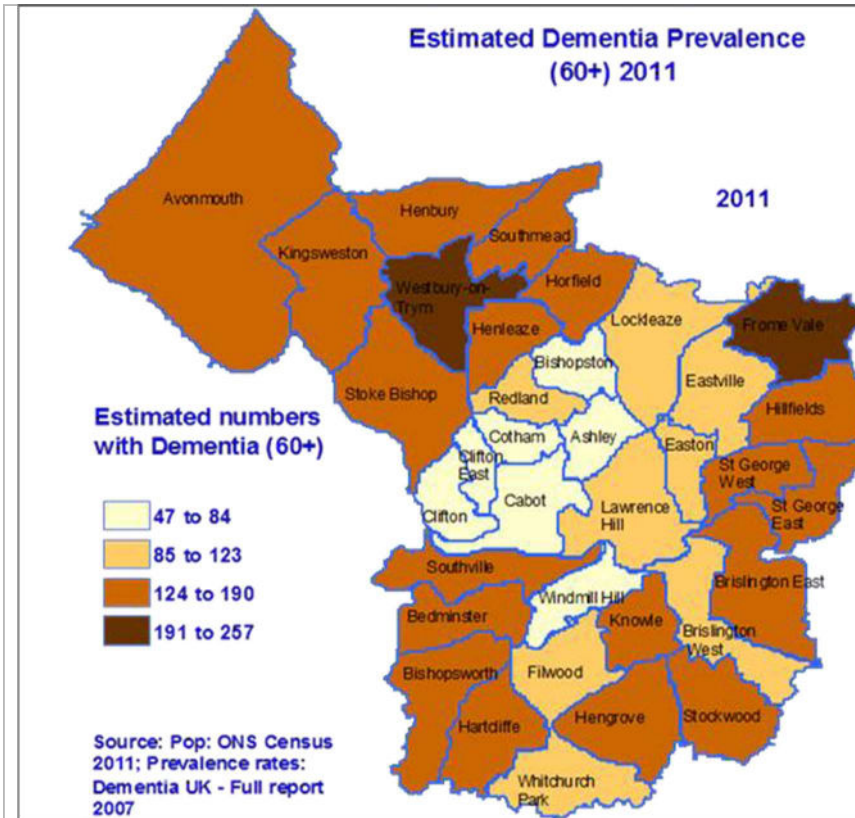 Estimated Dementia Prevalence
(60+) 2011
2011
Avonmouth
Henbury
Southmead
Kingsweston
Westbury-on-
Trym
Horfield
Lockleaze
Frome Vale
Henleaze
Bishopston
Eastville
Stoke Bishop
Redland
Hillfields
Estimated numbers
with Dementia (60+)
Cotham
Ashley
Easton
Clifton
East
St George
West
Cabot
Lawrence
Hill
Clifton
St George
East
47 to 84
85 to 123
124 to 190
191 to 257
Southville
Windmill Hill
Brislington East
Bedminster
Knowle
Brislington
West
Bishopsworth
Filwood
Hartcliffe
Hengrove
Stockwood
Whitchurch
Park
Source: Pop: ONS Census
2011; Prevalence rates:
Dementia UK - Full report
2007